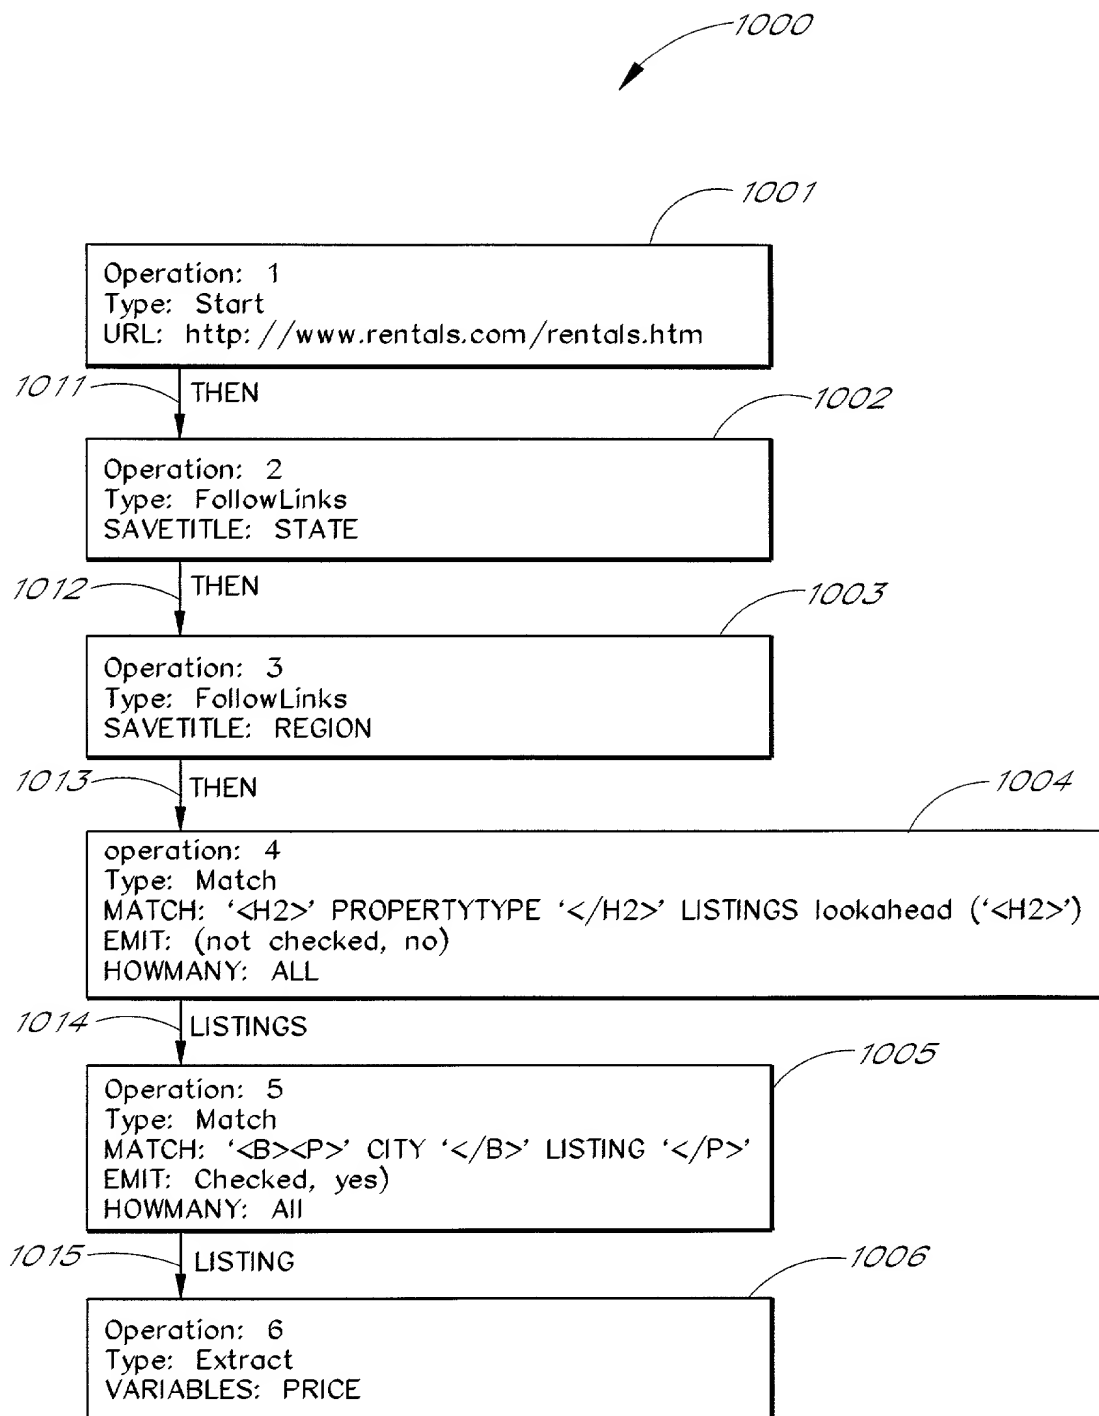 1000
1001
Operation: 1
Type: Start
URL: http://www.rentals.com/rentals.htm
1011 THEN
1002
Operation: 2
Type: FollowLinks
SAVETITLE: STATE
1012 THEN
1003
Operation: 3
Type: FollowLinks
SAVETITLE: REGION
1013 THEN
1004
operation: 4
Type: Match
MATCH: ‘<H2>’ PROPERTYTYPE ‘</H2>’ LISTINGS lookahead (‘<H2>’)
EMIT: (not checked, no)
HOWMANY: ALL
1014 LISTINGS
1005
Operation: 5
Type: Match
MATCH: ‘<B><P>’ CITY ‘</B>’ LISTING ‘</P>’
EMIT: Checked, yes)
HOWMANY: All
1015 LISTING
1006
Operation: 6
Type: Extract
VARIABLES: PRICE